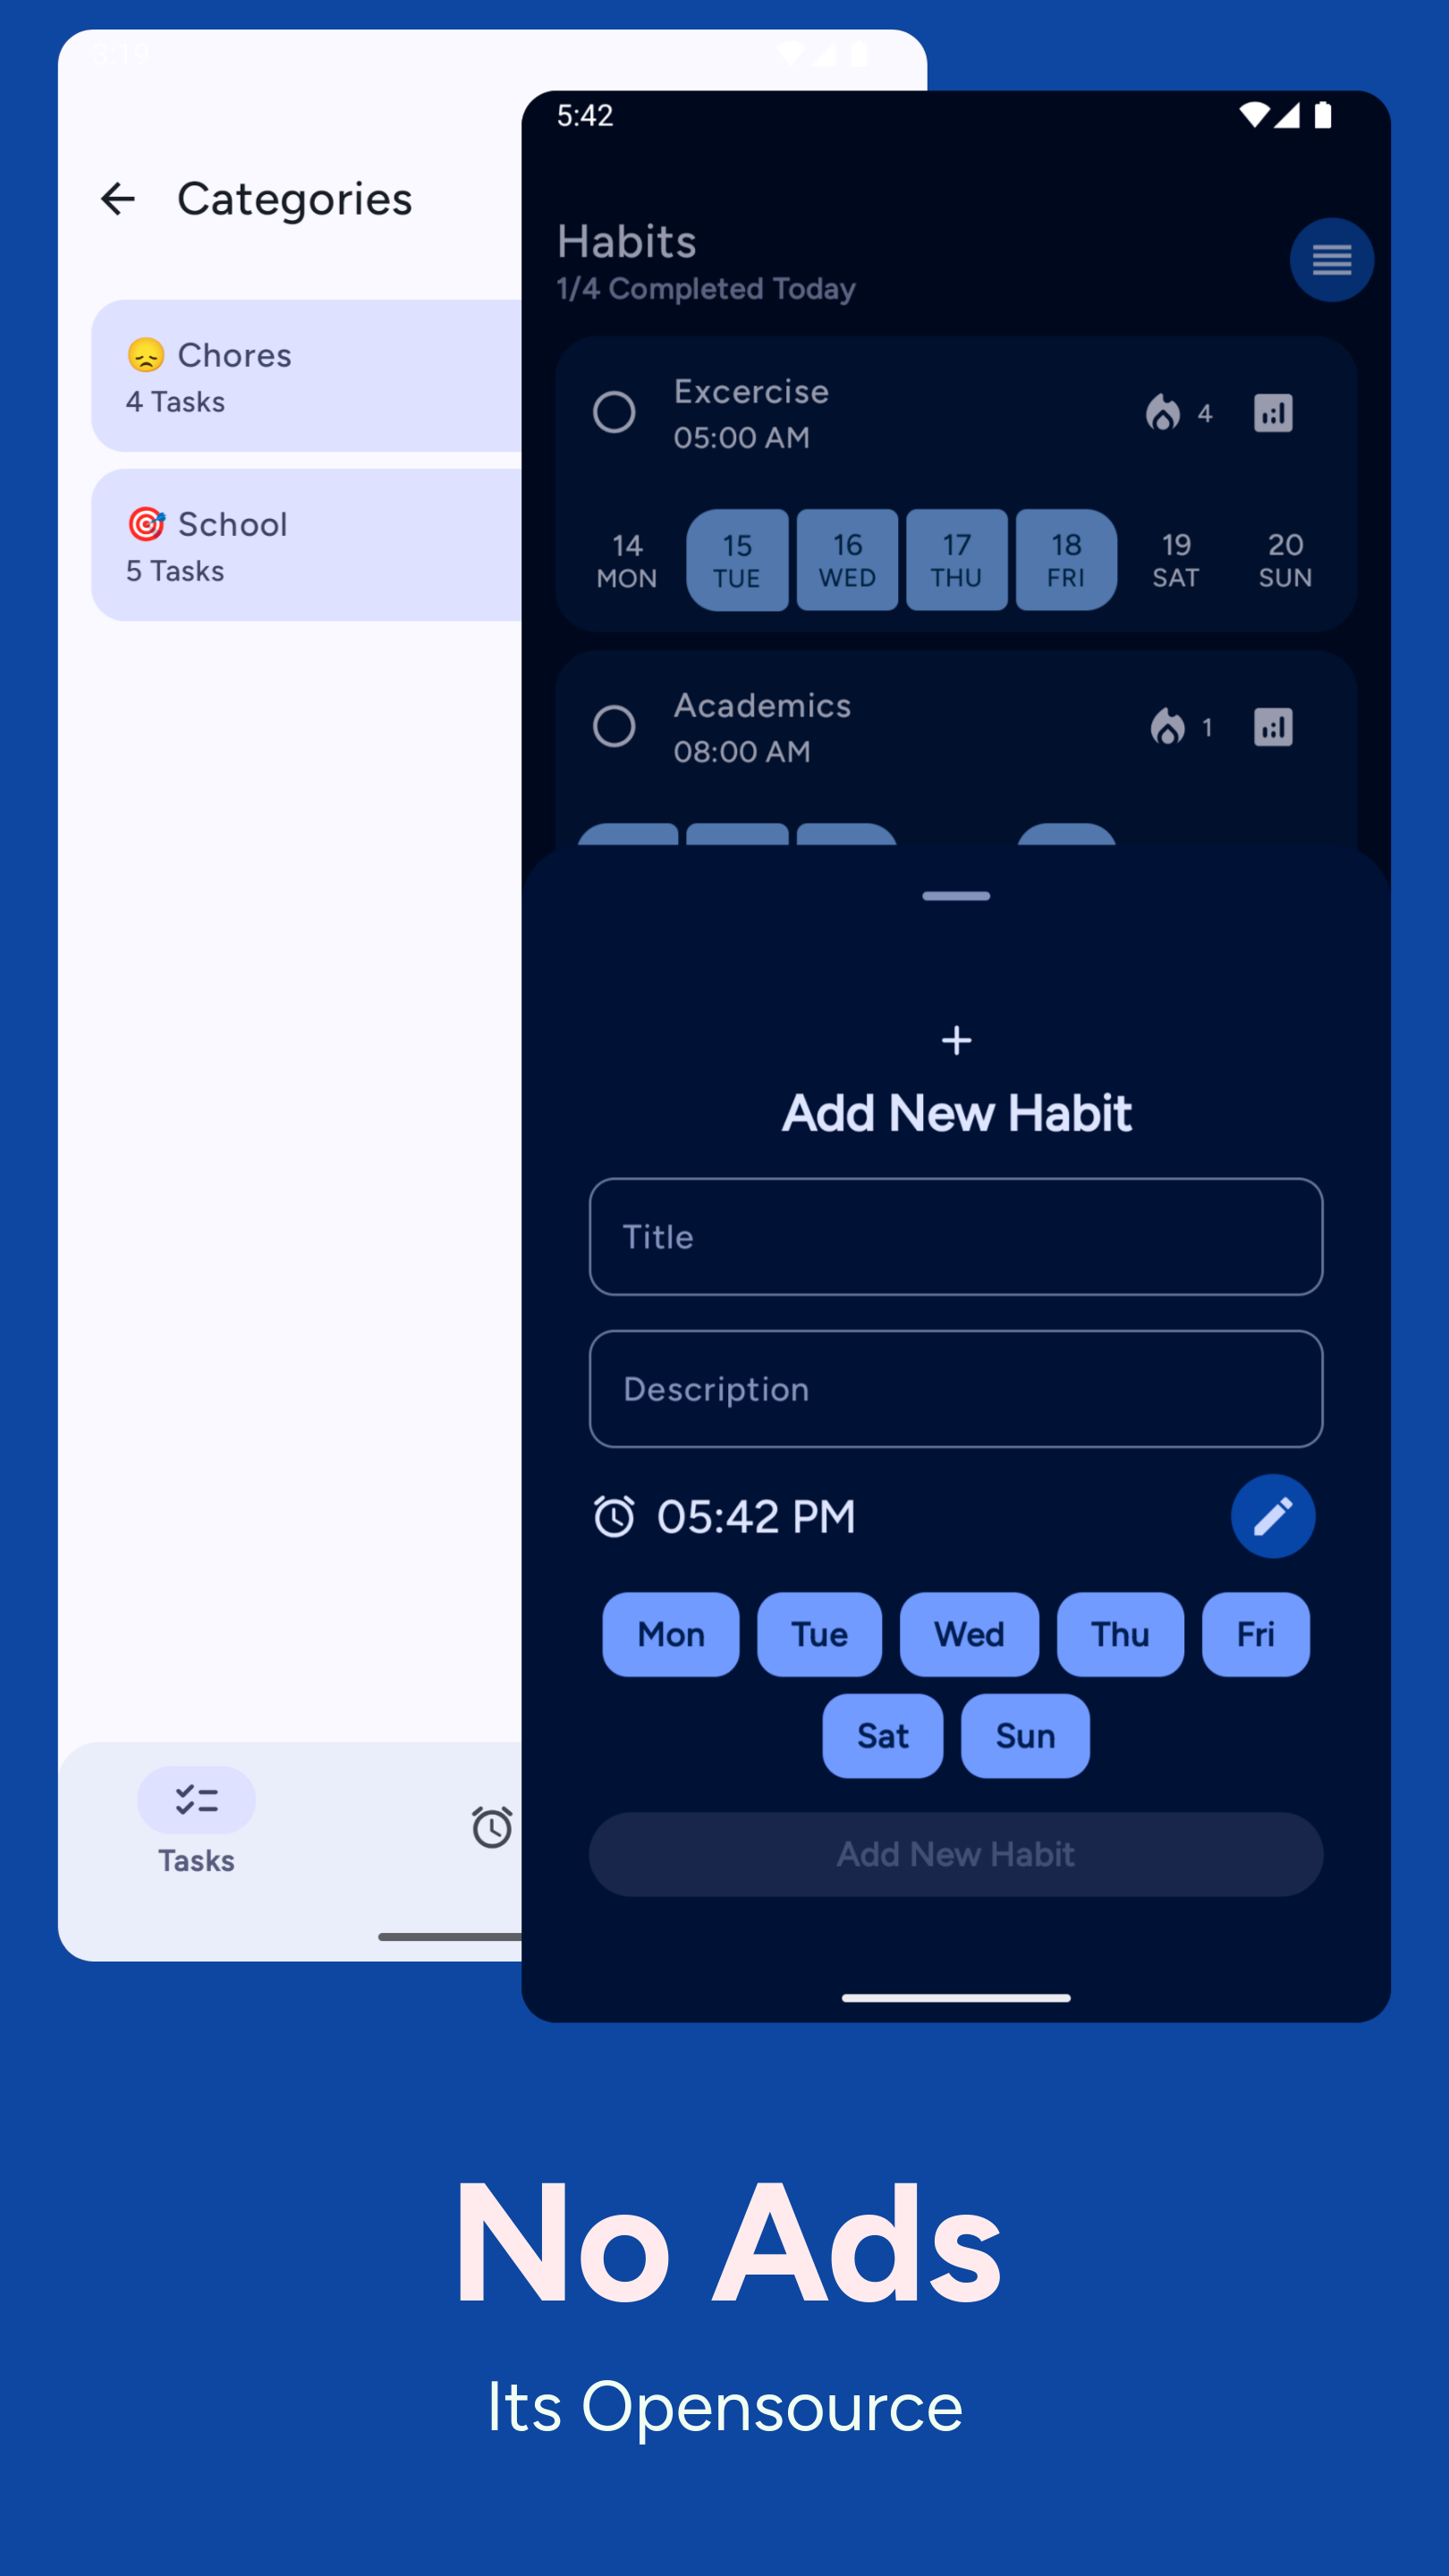 3:19
Categories
😞 Chores
4 Tasks
🎯 School
5 Tasks
Tasks
5:42
Habits
1/4 Completed Today
Excercise
05:00 AM
4
14 15 16 17 18 19 20
MON TUE WED THU FRI SAT SUN
Academics
08:00 AM
1
Add New Habit
Title
Description
05:42 PM
Mon Tue Wed Thu Fri
Sat Sun
Add New Habit
No Ads
Its Opensource